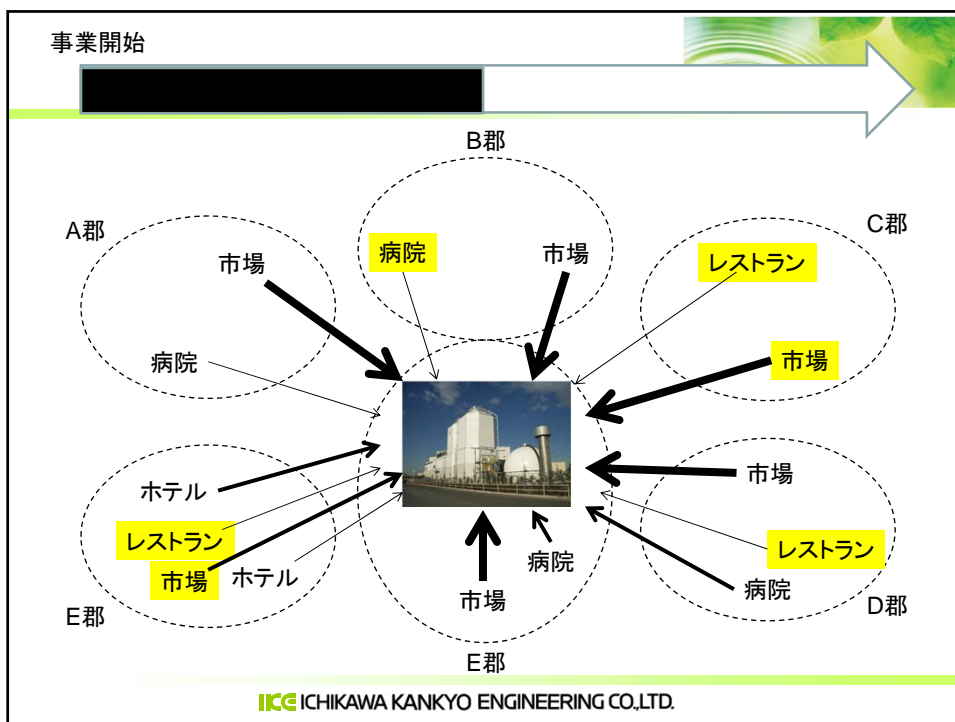 事業開始
B郡
A郡
C郡
市場
病院
市場
レストラン
病院
市場
ホテル
レストラン
市場
ホテル
E郡
市場
病院
E郡
市場
レストラン
病院
D郡
ICHIKAWA KANKYO ENGINEERING CO.,LTD.